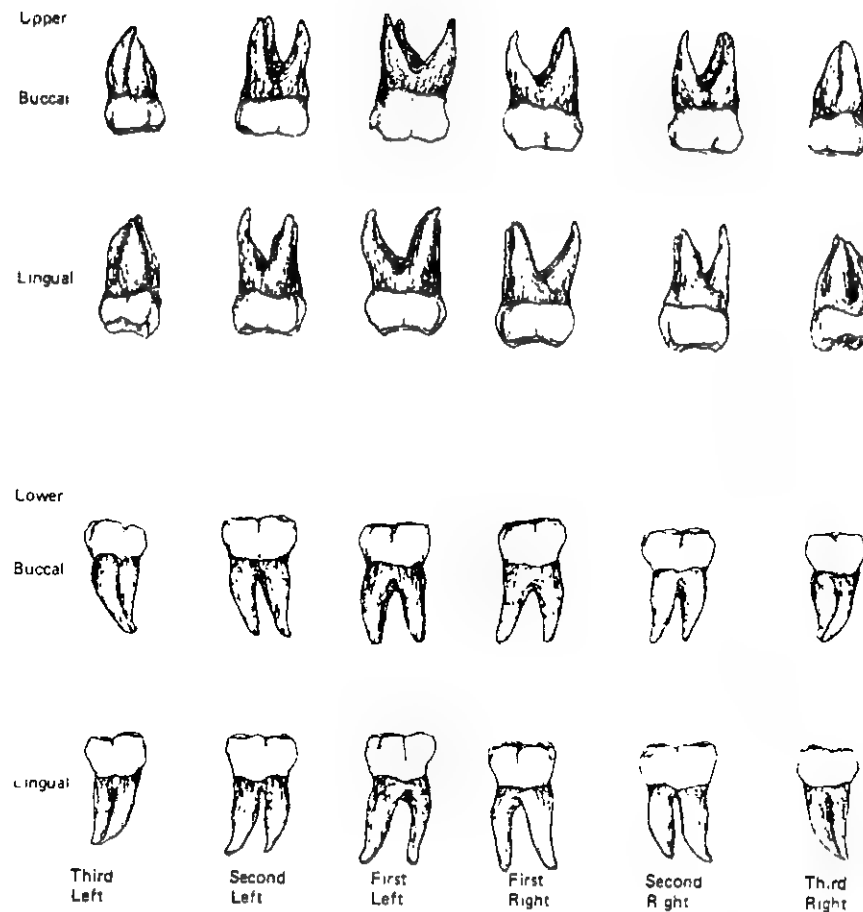 Upper
Buccal
Lingual
Lower
Buccal
Lingual
Third
Left
Second
Left
First
Left
First
Right
Second
Right
Third
Right